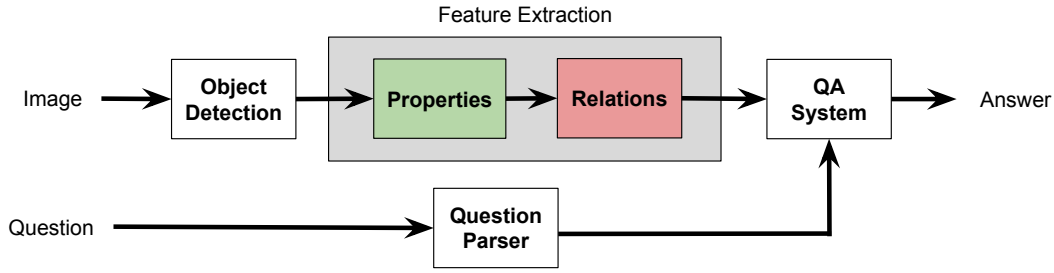 Feature Extraction
Image
Object
Detection
Properties
Relations
QA
System
Answer
Question
Question
Parser